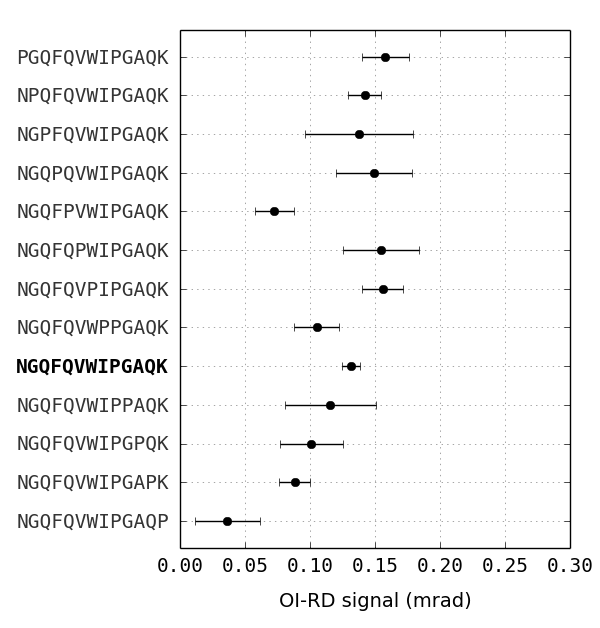 PGQFQVWIPGAQK
NPQFQVWIPGAQK
NGPFQVWIPGAQK
NGQPQVWIPGAQK
NGQFPVWIPGAQK
NGQFQPWIPGAQK
NGQFQVPIPGAQK
NGQFQVWPPGAQK
NGQFQVWIPGAQK
NGQFQVWIPPAQK
NGQFQVWIPGPQK
NGQFQVWIPGAPK
NGQFQVWIPGAQP
0.00 0.05 0.10 0.15 0.20 0.25 0.30
OI-RD signal (mrad)